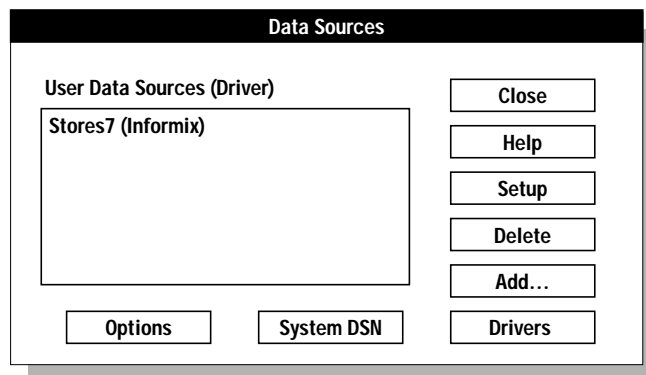 Data Sources
User Data Sources (Driver)
Stores7 (Informix)
Close
Help
Setup
Delete
Add...
Options
System DSN
Drivers